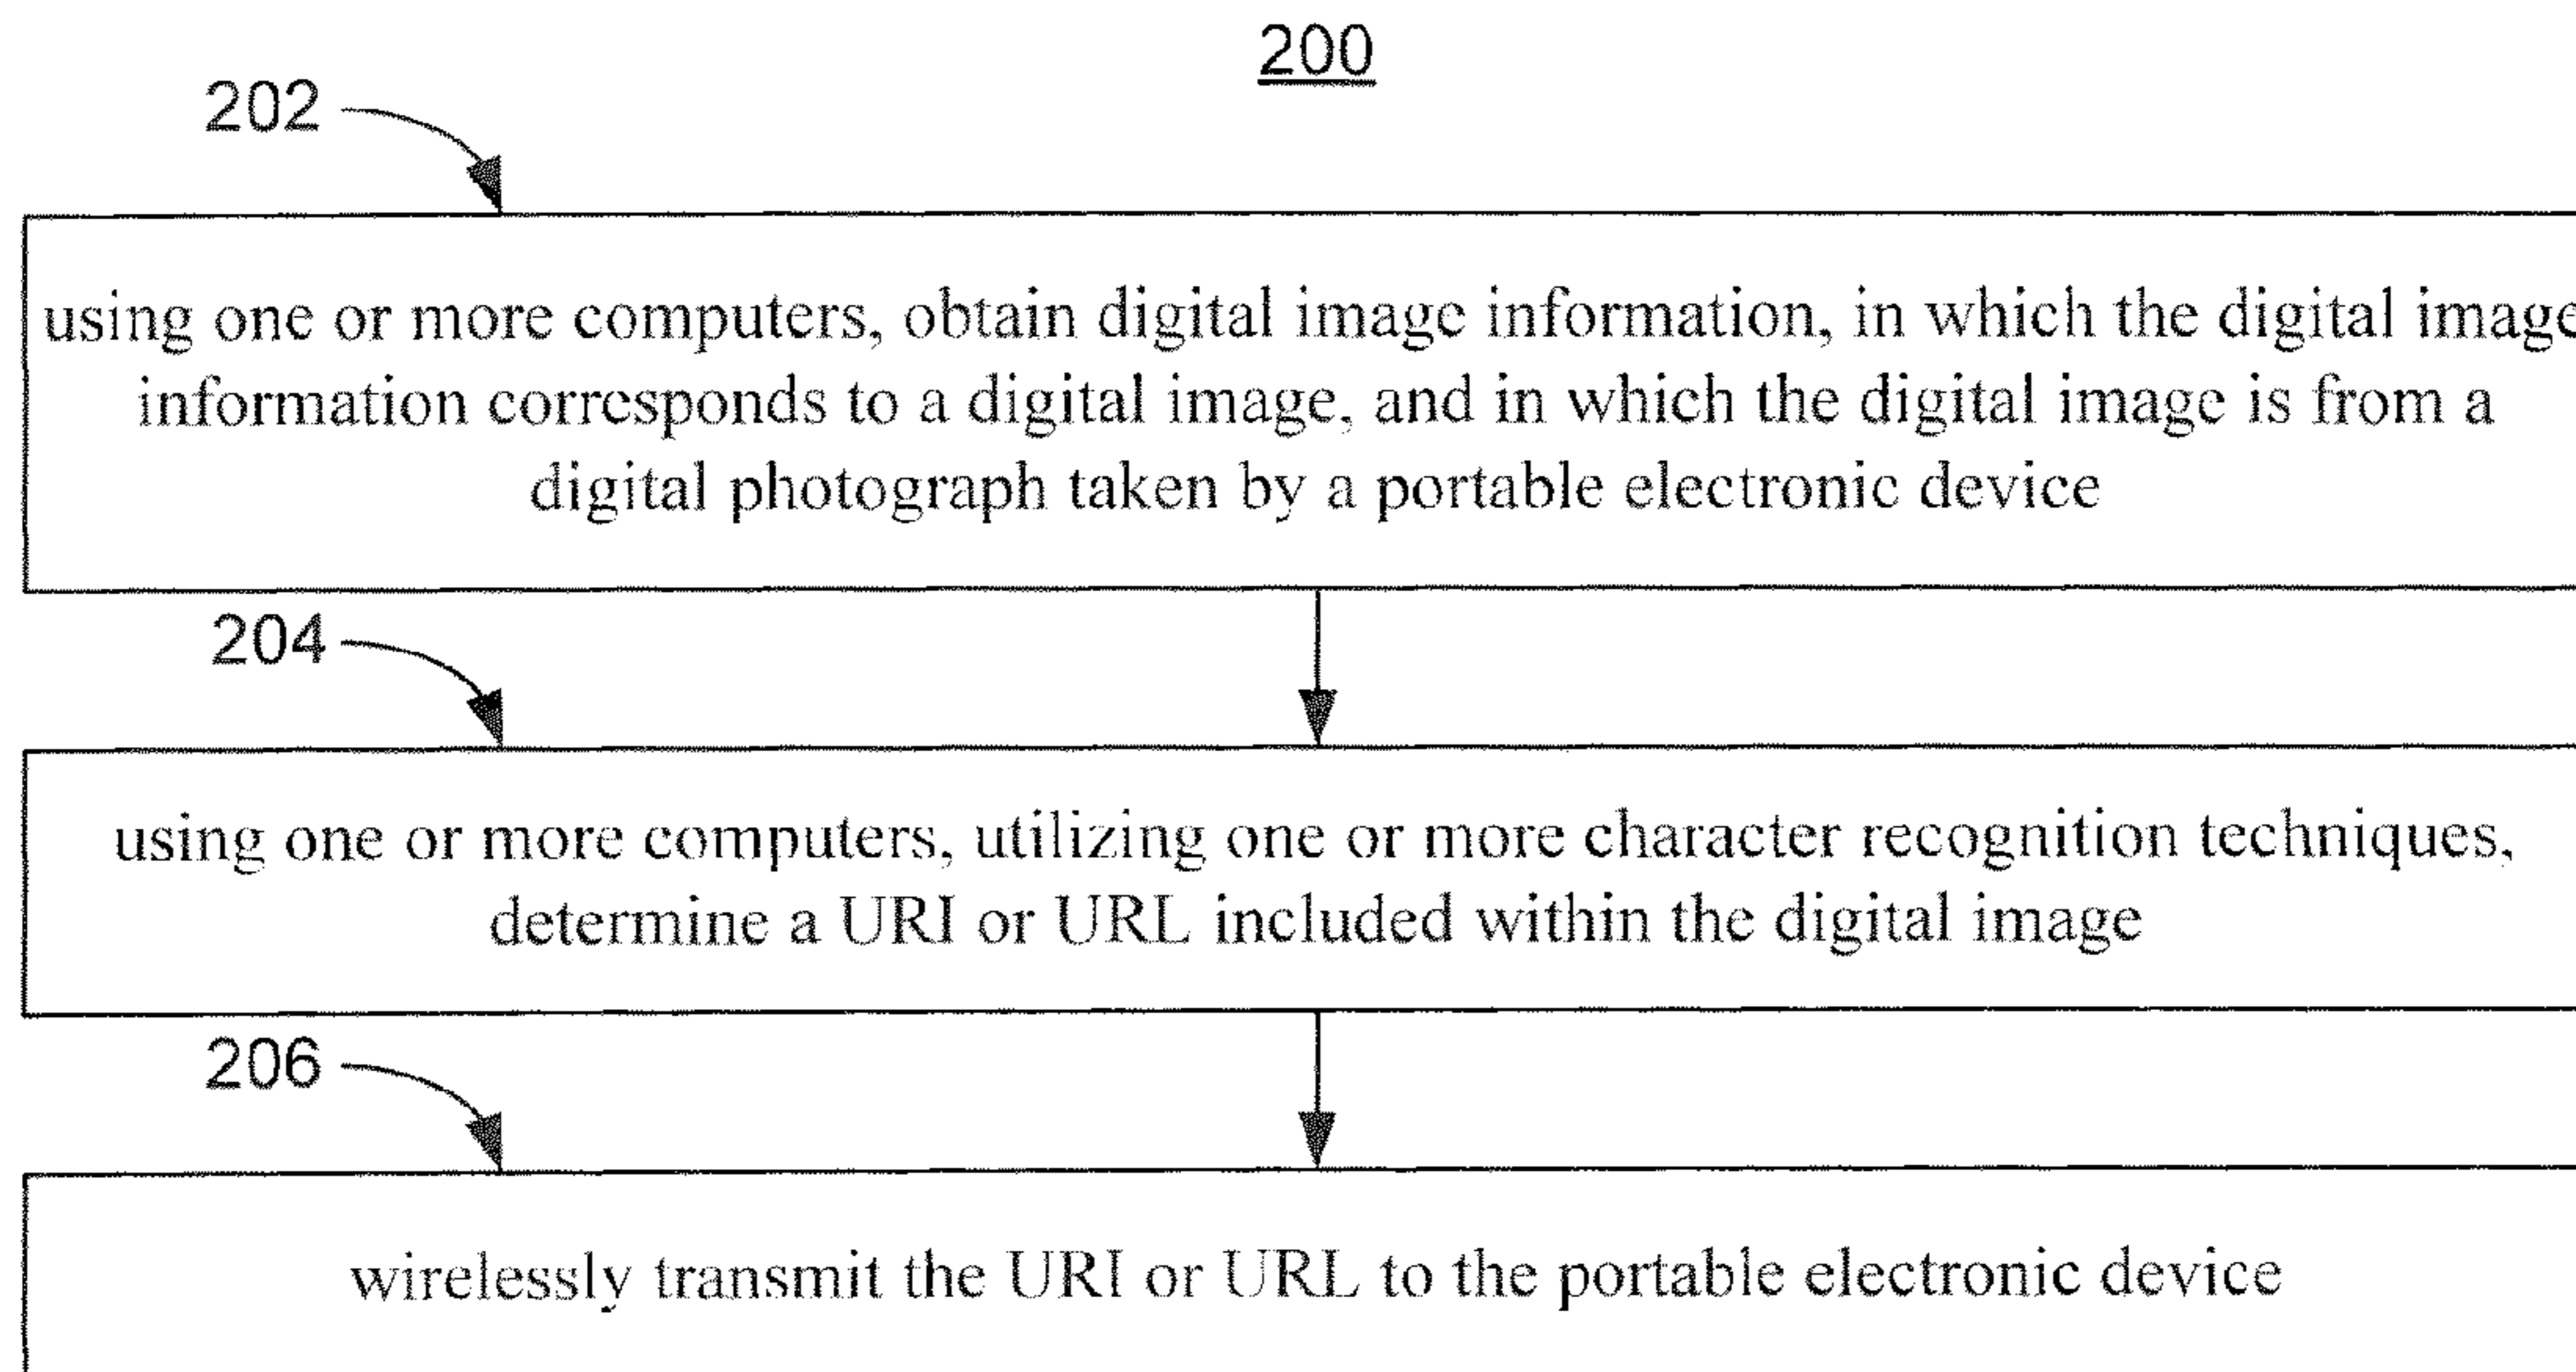 200
202
using one or more computers, obtain digital image information, in which the digital image
information corresponds to a digital image, and in which the digital image is from a
digital photograph taken by a portable electronic device
204
using one or more computers, utilizing one or more character recognition techniques,
determine a URI or URL included within the digital image
206
wirelessly transmit the URI or URL to the portable electronic device